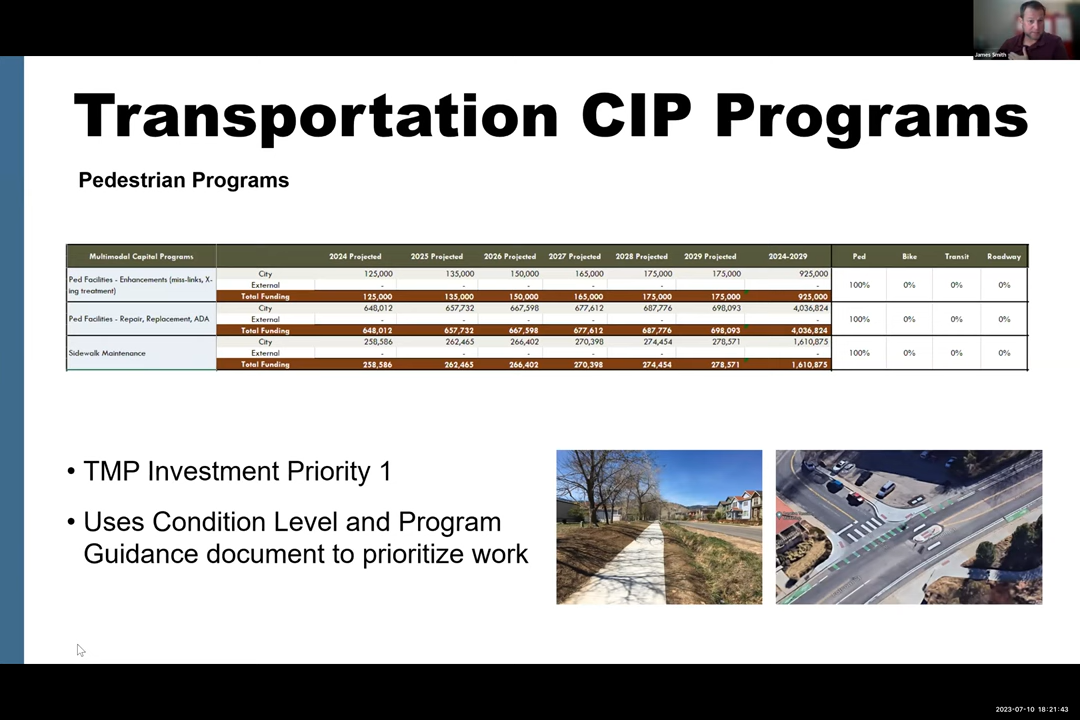 James Smith
Transportation CIP Programs
Pedestrian Programs
Multimodal Capital Programs 2024 Projected 2025 Projected 2026 Projected 2027 Projected 2028 Projected 2029 Projected 2024-2029 Ped Bike Transit Roadway
Ped Facilities - Enhancements (miss-links, X-
ing treatment)
City 125,000 135,000 150,000 165,000 175,000 175,000 925,000
External - - - - - - -
Total Funding 125,000 135,000 150,000 165,000 175,000 175,000 925,000
100% 0% 0% 0%
Ped Facilities - Repair, Replacement, ADA
City 648,012 657,732 667,598 677,612 687,776 698,093 4,036,824
External - - - - - - -
Total Funding 648,012 657,732 667,598 677,612 687,776 698,093 4,036,824
100% 0% 0% 0%
Sidewalk Maintenance
City 258,586 262,465 266,402 270,398 274,454 278,571 1,610,875
External - - - - - - -
Total Funding 258,586 262,465 266,402 270,398 274,454 278,571 1,610,875
100% 0% 0% 0%
• TMP Investment Priority 1
• Uses Condition Level and Program
Guidance document to prioritize work
2023-07-10 18:21:43